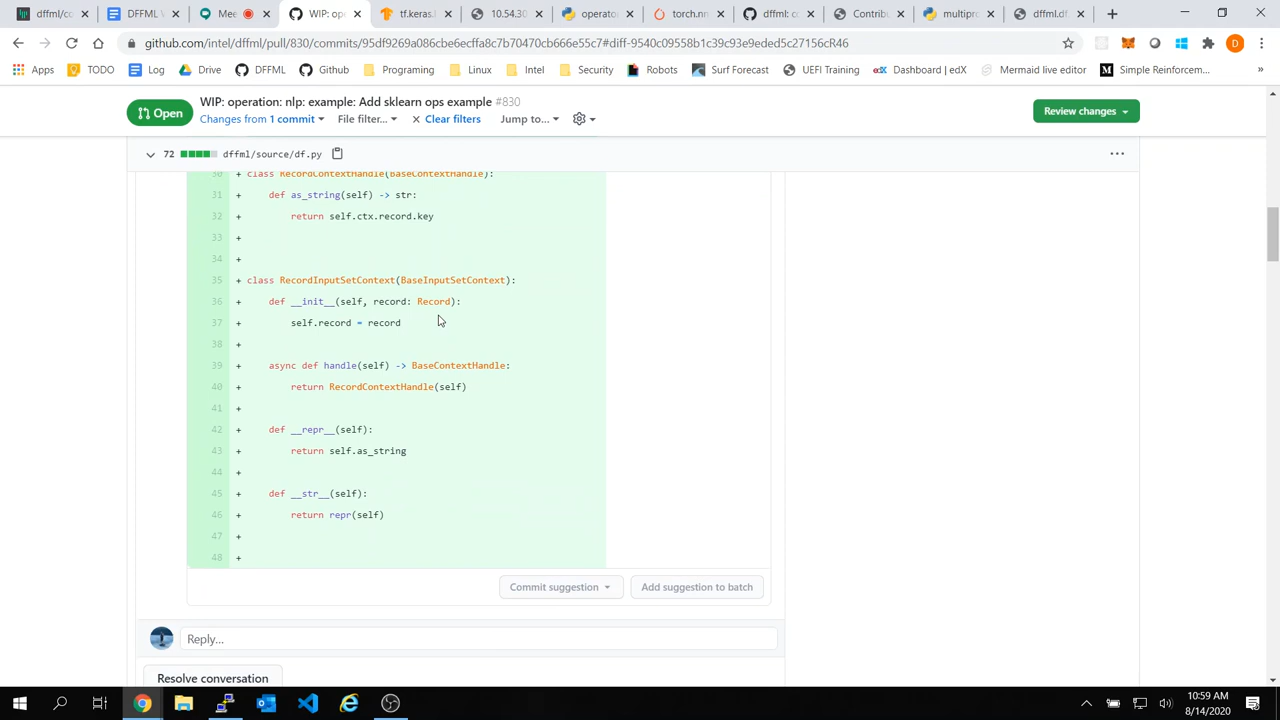 dffml/cc
DFFML W
Meet
WIP: ope
tf.keras.l
10.54.30
operator
torch.nn
dffml: c
Contribu
multipro
dffml.df
github.com/intel/dffml/pull/830/commits/95df9269a06cbe6ecff8c7b70470cb666e55c7#diff-9540c09558b1c39c93e9eded5c27156cR46
Apps
TODO
Log
Drive
DFFML
Github
Programing
Linux
Intel
Security
Robots
Surf Forecast
UEFI Training
Dashboard | edX
Mermaid live editor
Simple Reinforcem...
»
Open
WIP: operation: nlp: example: Add sklearn ops example #830
Changes from 1 commit
File filter...
Clear filters
Jump to...
Review changes
72
dffml/source/df.py
30 + class RecordContextHandle(BaseContextHandle):
31 + def as_string(self) -> str:
32 + return self.ctx.record.key
33 +
34 +
35 + class RecordInputSetContext(BaseInputSetContext):
36 + def __init__(self, record: Record):
37 + self.record = record
38 +
39 + async def handle(self) -> BaseContextHandle:
40 + return RecordContextHandle(self)
41 +
42 + def __repr__(self):
43 + return self.as_string
44 +
45 + def __str__(self):
46 + return repr(self)
47 +
48 +
Commit suggestion
Add suggestion to batch
Reply...
Resolve conversation
10:59 AM
8/14/2020